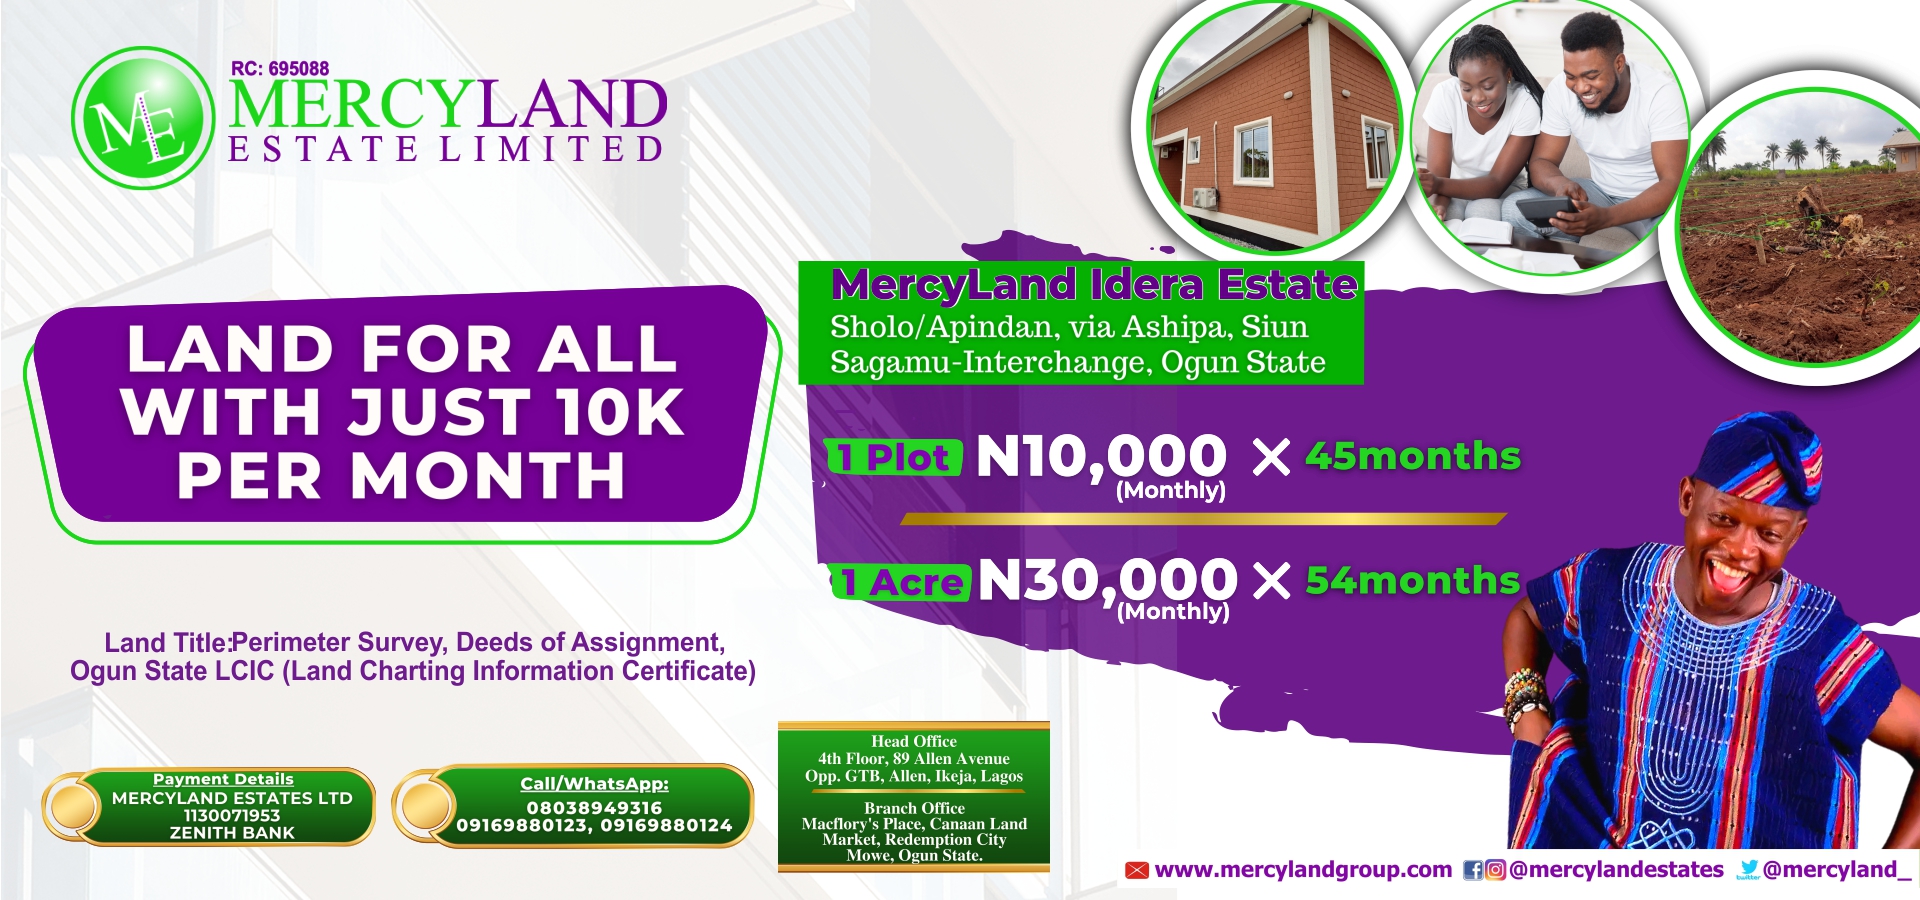 RC: 695088
MERCYLAND
ESTATE LIMITED
LAND FOR ALL
WITH JUST 10K
PER MONTH
MercyLand Idera Estate
Sholo/Apindan, via Ashipa, Siun
Sagamu-Interchange, Ogun State
1 Plot N10,000 × 45months
(Monthly)
1 Acre N30,000 × 54months
(Monthly)
Land Title:Perimeter Survey, Deeds of Assignment,
Ogun State LCIC (Land Charting Information Certificate)
Payment Details
MERCYLAND ESTATES LTD
1130071953
ZENITH BANK
Call/WhatsApp:
08038949316
09169880123, 09169880124
Head Office
4th Floor, 89 Allen Avenue
Opp. GTB, Allen, Ikeja, Lagos
Branch Office
Macflory's Place, Canaan Land
Market, Redemption City
Mowe, Ogun State.
www.mercylandgroup.com @mercylandestates twitter @mercyland_